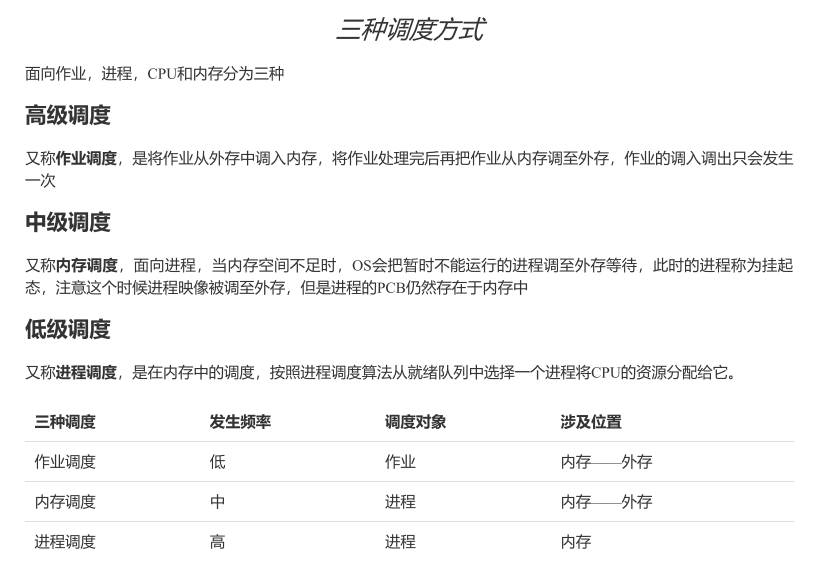 三种调度方式
面向作业，进程，CPU和内存分为三种
高级调度
又称作业调度，是将作业从外存中调入内存，将作业处理完后再把作业从内存调至外存，作业的调入调出只会发生
一次
中级调度
又称内存调度，面向进程，当内存空间不足时，OS会把暂时不能运行的进程调至外存等待，此时的进程称为挂起
态，注意这个时候进程映像被调至外存，但是进程的PCB仍然存在于内存中
低级调度
又称进程调度，是在内存中的调度，按照进程调度算法从就绪队列中选择一个进程将CPU的资源分配给它。
三种调度 发生频率 调度对象 涉及位置
作业调度 低 作业 内存——外存
内存调度 中 进程 内存——外存
进程调度 高 进程 内存